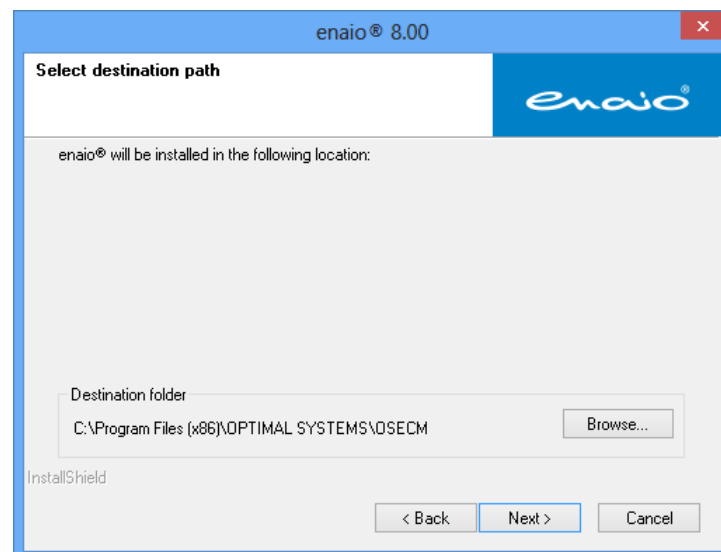 enaio® 8.00
Select destination path
enaio®
enaio® will be installed in the following location:
Destination folder
C:\Program Files (x86)\OPTIMAL SYSTEMS\OSECM
Browse...
InstallShield
< Back
Next >
Cancel